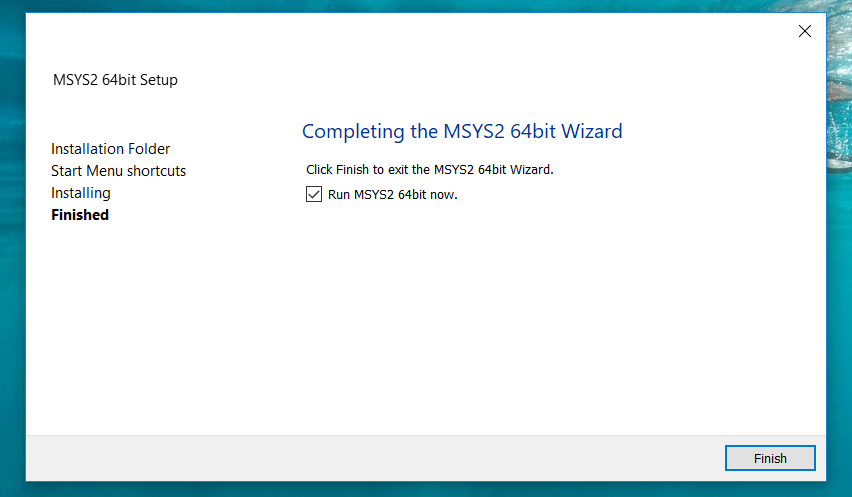 MSYS2 64bit Setup
Installation Folder
Start Menu shortcuts
Installing
Finished
Completing the MSYS2 64bit Wizard
Click Finish to exit the MSYS2 64bit Wizard.
Run MSYS2 64bit now.
Finish